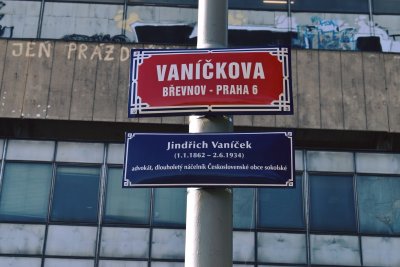 JEN PRÁZD
VANÍČKOVA
BŘEVNOV - PRAHA 6
Jindřich Vaníček
(1.1.1862 – 2.6.1934)
advokát, dlouholetý náčelník Československé obce sokolské